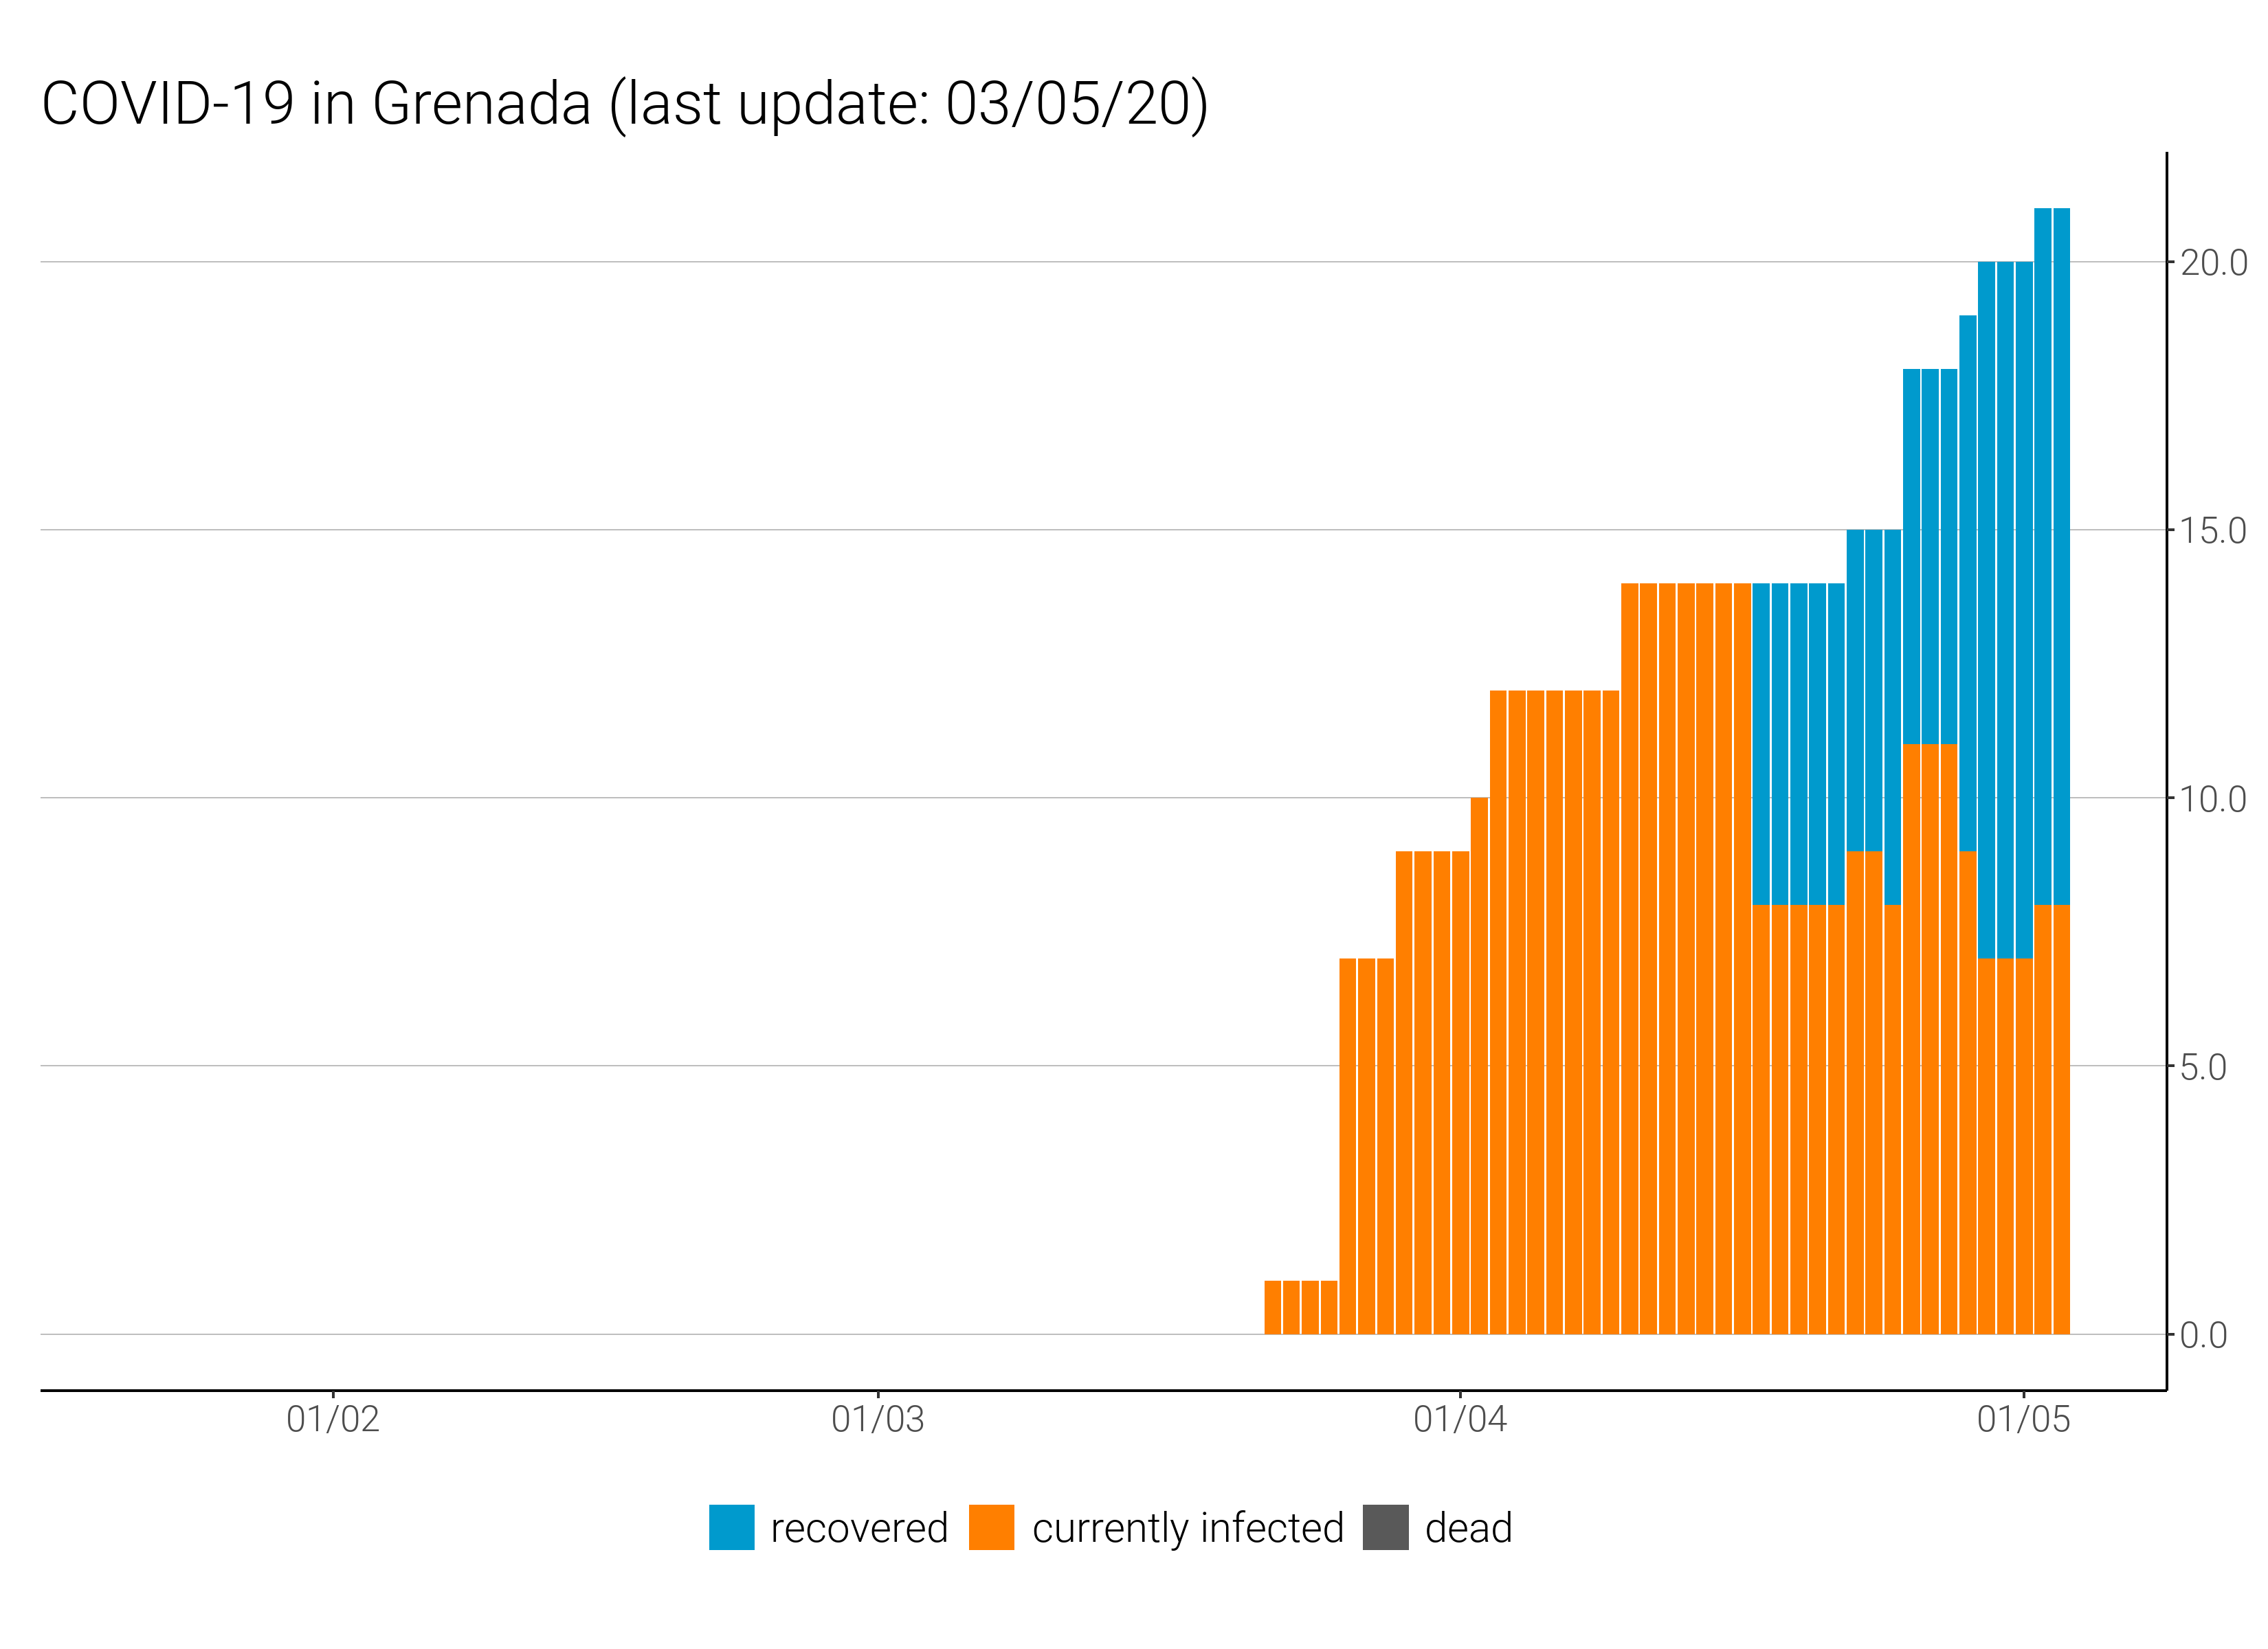 COVID-19 in Grenada (last update: 03/05/20)
20.0
15.0
10.0
5.0
0.0
01/02 01/03 01/04 01/05
recovered currently infected dead